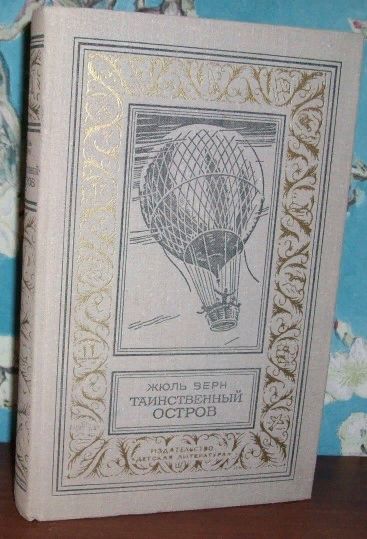 ЖЮЛЬ ВЕРН
ТАИНСТВЕННЫЙ
ОСТРОВ
ИЗДАТЕЛЬСТВО
«ДЕТСКАЯ ЛИТЕРАТУРА»